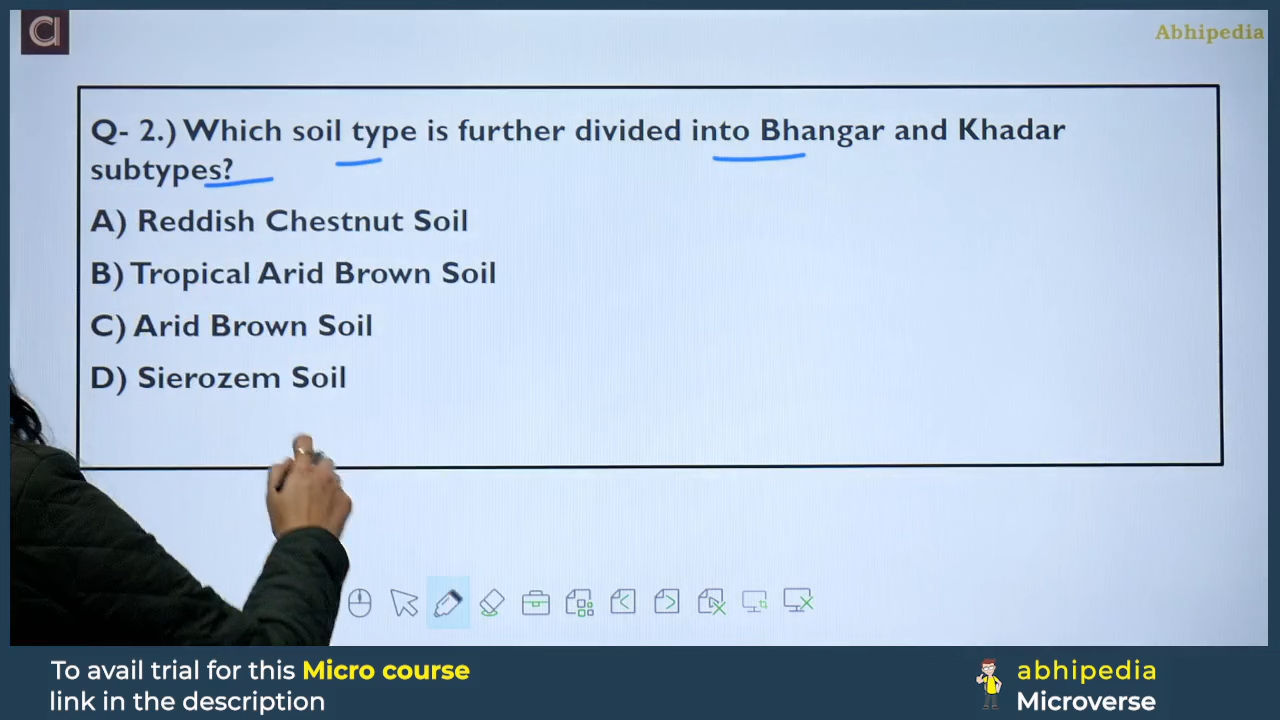 Abhipedia
Q- 2.) Which soil type is further divided into Bhangar and Khadar
subtypes?
A) Reddish Chestnut Soil
B) Tropical Arid Brown Soil
C) Arid Brown Soil
D) Sierozem Soil
To avail trial for this Micro course
link in the description
abhipedia
Microverse